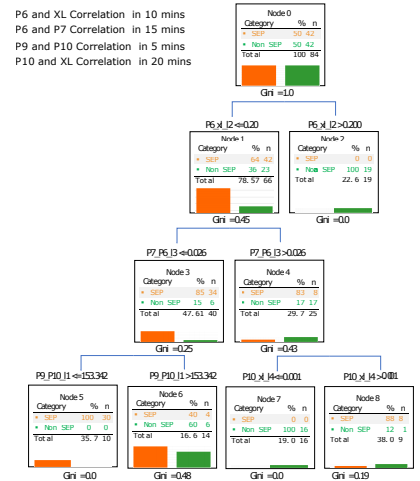 P6 and XL Correlation in 10 mins
P6 and P7 Correlation in 15 mins
P9 and P10 Correlation in 5 mins
P10 and XL Correlation in 20 mins
Node 0
Category % n
• SEP 50 42
• Non SEP 50 42
Total 100 84
Gini =1.0
P6_xl_l2 <=0.20
P6_xl_l2 >0.200
Node 1
Category % n
• SEP 64 42
• Non SEP 36 23
Total 78.57 66
Gini =0.45
Node 2
Category % n
• SEP 0 0
• Non SEP 100 19
Total 22.6 19
Gini =0.0
P7_P6_l3 <=0.026
P7_P6_l3 >0.026
Node 3
Category % n
• SEP 85 34
• Non SEP 15 6
Total 47.61 40
Gini =0.25
Node 4
Category % n
• SEP 83 8
• Non SEP 17 17
Total 29.7 25
Gini =0.43
P9_P10_l1 <=153.342
P9_P10_l1 >153.342
P10_xl_l4 <=0.001
P10_xl_l4 >0.001
Node 5
Category % n
• SEP 100 30
• Non SEP 0 0
Total 35.7 10
Gini =0.0
Node 6
Category % n
• SEP 40 4
• Non SEP 60 6
Total 16.6 14
Gini =0.48
Node 7
Category % n
• SEP 0 0
• Non SEP 100 16
Total 19.0 16
Gini =0.0
Node 8
Category % n
• SEP 88 8
• Non SEP 12 1
Total 38.0 9
Gini =0.19